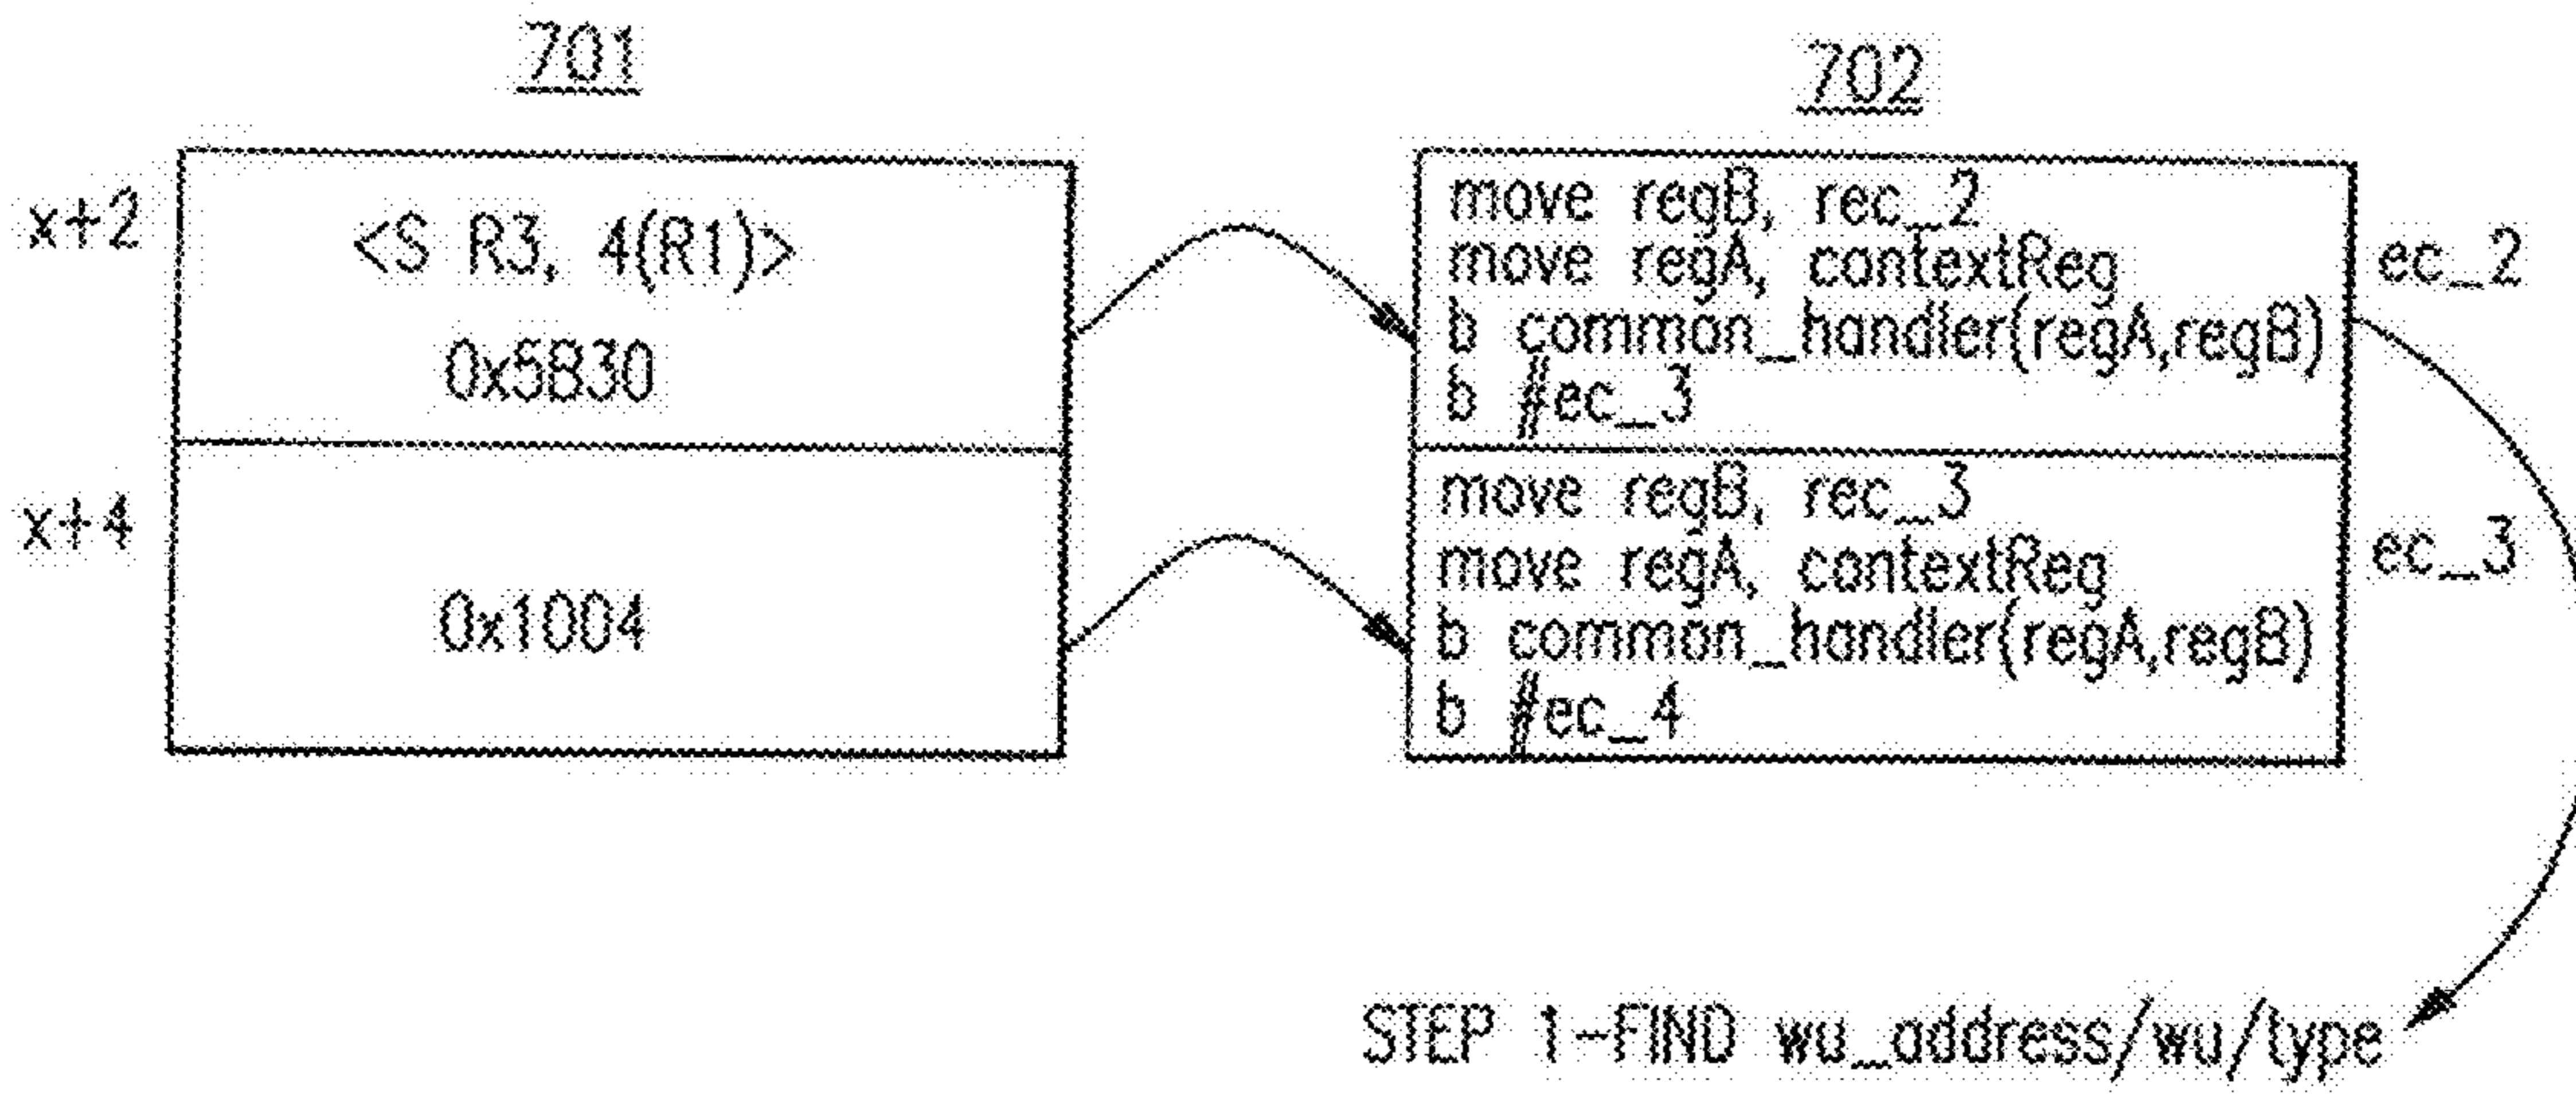 701
x+2
<S R3, 4(R1)>
0x5B30
x+4
0x1004
702
move regB, rec_2
move regA, contextReg
b common_handler(regA,regB)
b #ec_3
ec_2
move regB, rec_3
move regA, contextReg
b common_handler(regA,regB)
b #ec_4
ec_3
STEP 1-FIND wu_address/wu/type